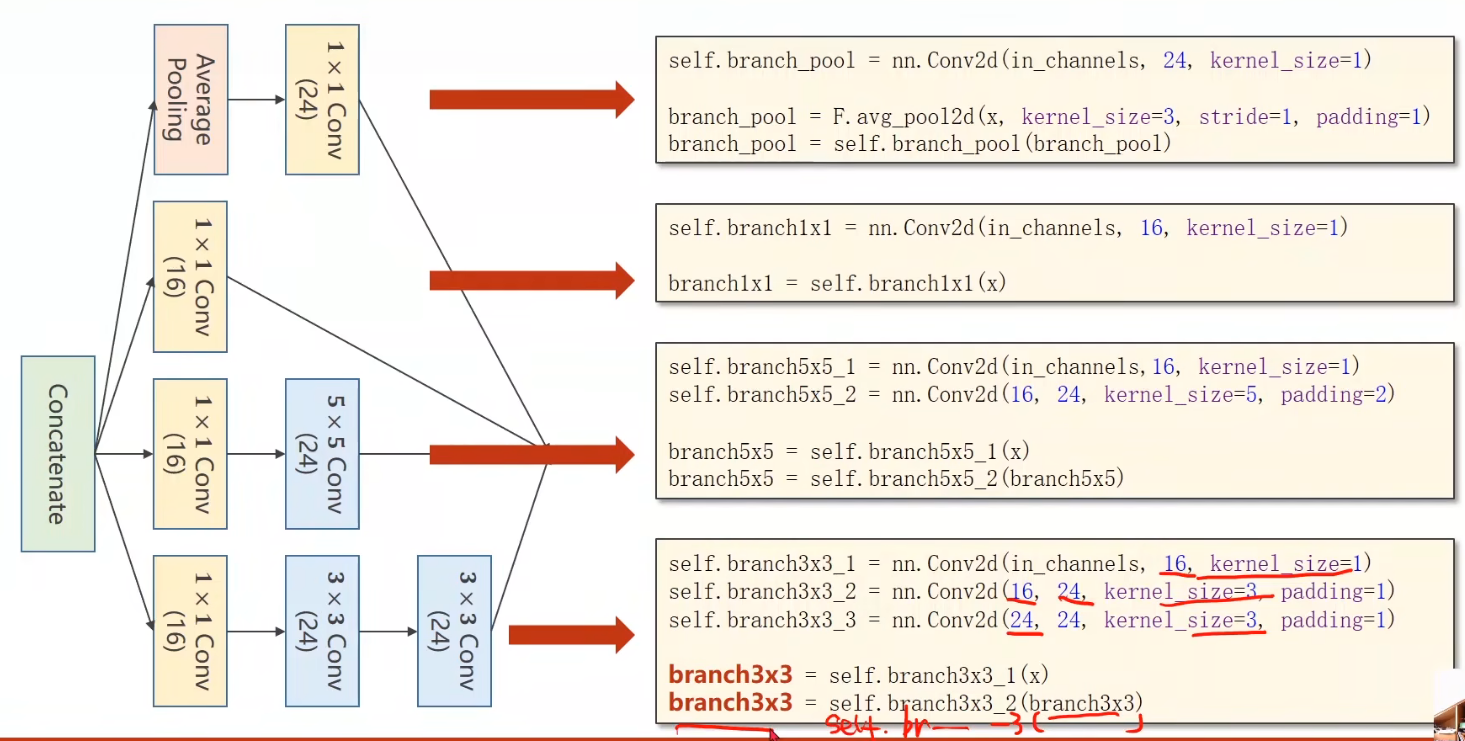 Average
Pooling
1 × 1 Conv
(24)
1 × 1 Conv
(16)
Concatenate
1 × 1 Conv
(16)
5 × 5 Conv
(24)
1 × 1 Conv
(16)
3 × 3 Conv
(24)
3 × 3 Conv
(24)
self.branch_pool = nn.Conv2d(in_channels, 24, kernel_size=1)
branch_pool = F.avg_pool2d(x, kernel_size=3, stride=1, padding=1)
branch_pool = self.branch_pool(branch_pool)
self.branch1x1 = nn.Conv2d(in_channels, 16, kernel_size=1)
branch1x1 = self.branch1x1(x)
self.branch5x5_1 = nn.Conv2d(in_channels,16, kernel_size=1)
self.branch5x5_2 = nn.Conv2d(16, 24, kernel_size=5, padding=2)
branch5x5 = self.branch5x5_1(x)
branch5x5 = self.branch5x5_2(branch5x5)
self.branch3x3_1 = nn.Conv2d(in_channels, 16, kernel_size=1)
self.branch3x3_2 = nn.Conv2d(16, 24, kernel_size=3, padding=1)
self.branch3x3_3 = nn.Conv2d(24, 24, kernel_size=3, padding=1)
branch3x3 = self.branch3x3_1(x)
branch3x3 = self.branch3x3_2(branch3x3)
self.br— -3( )